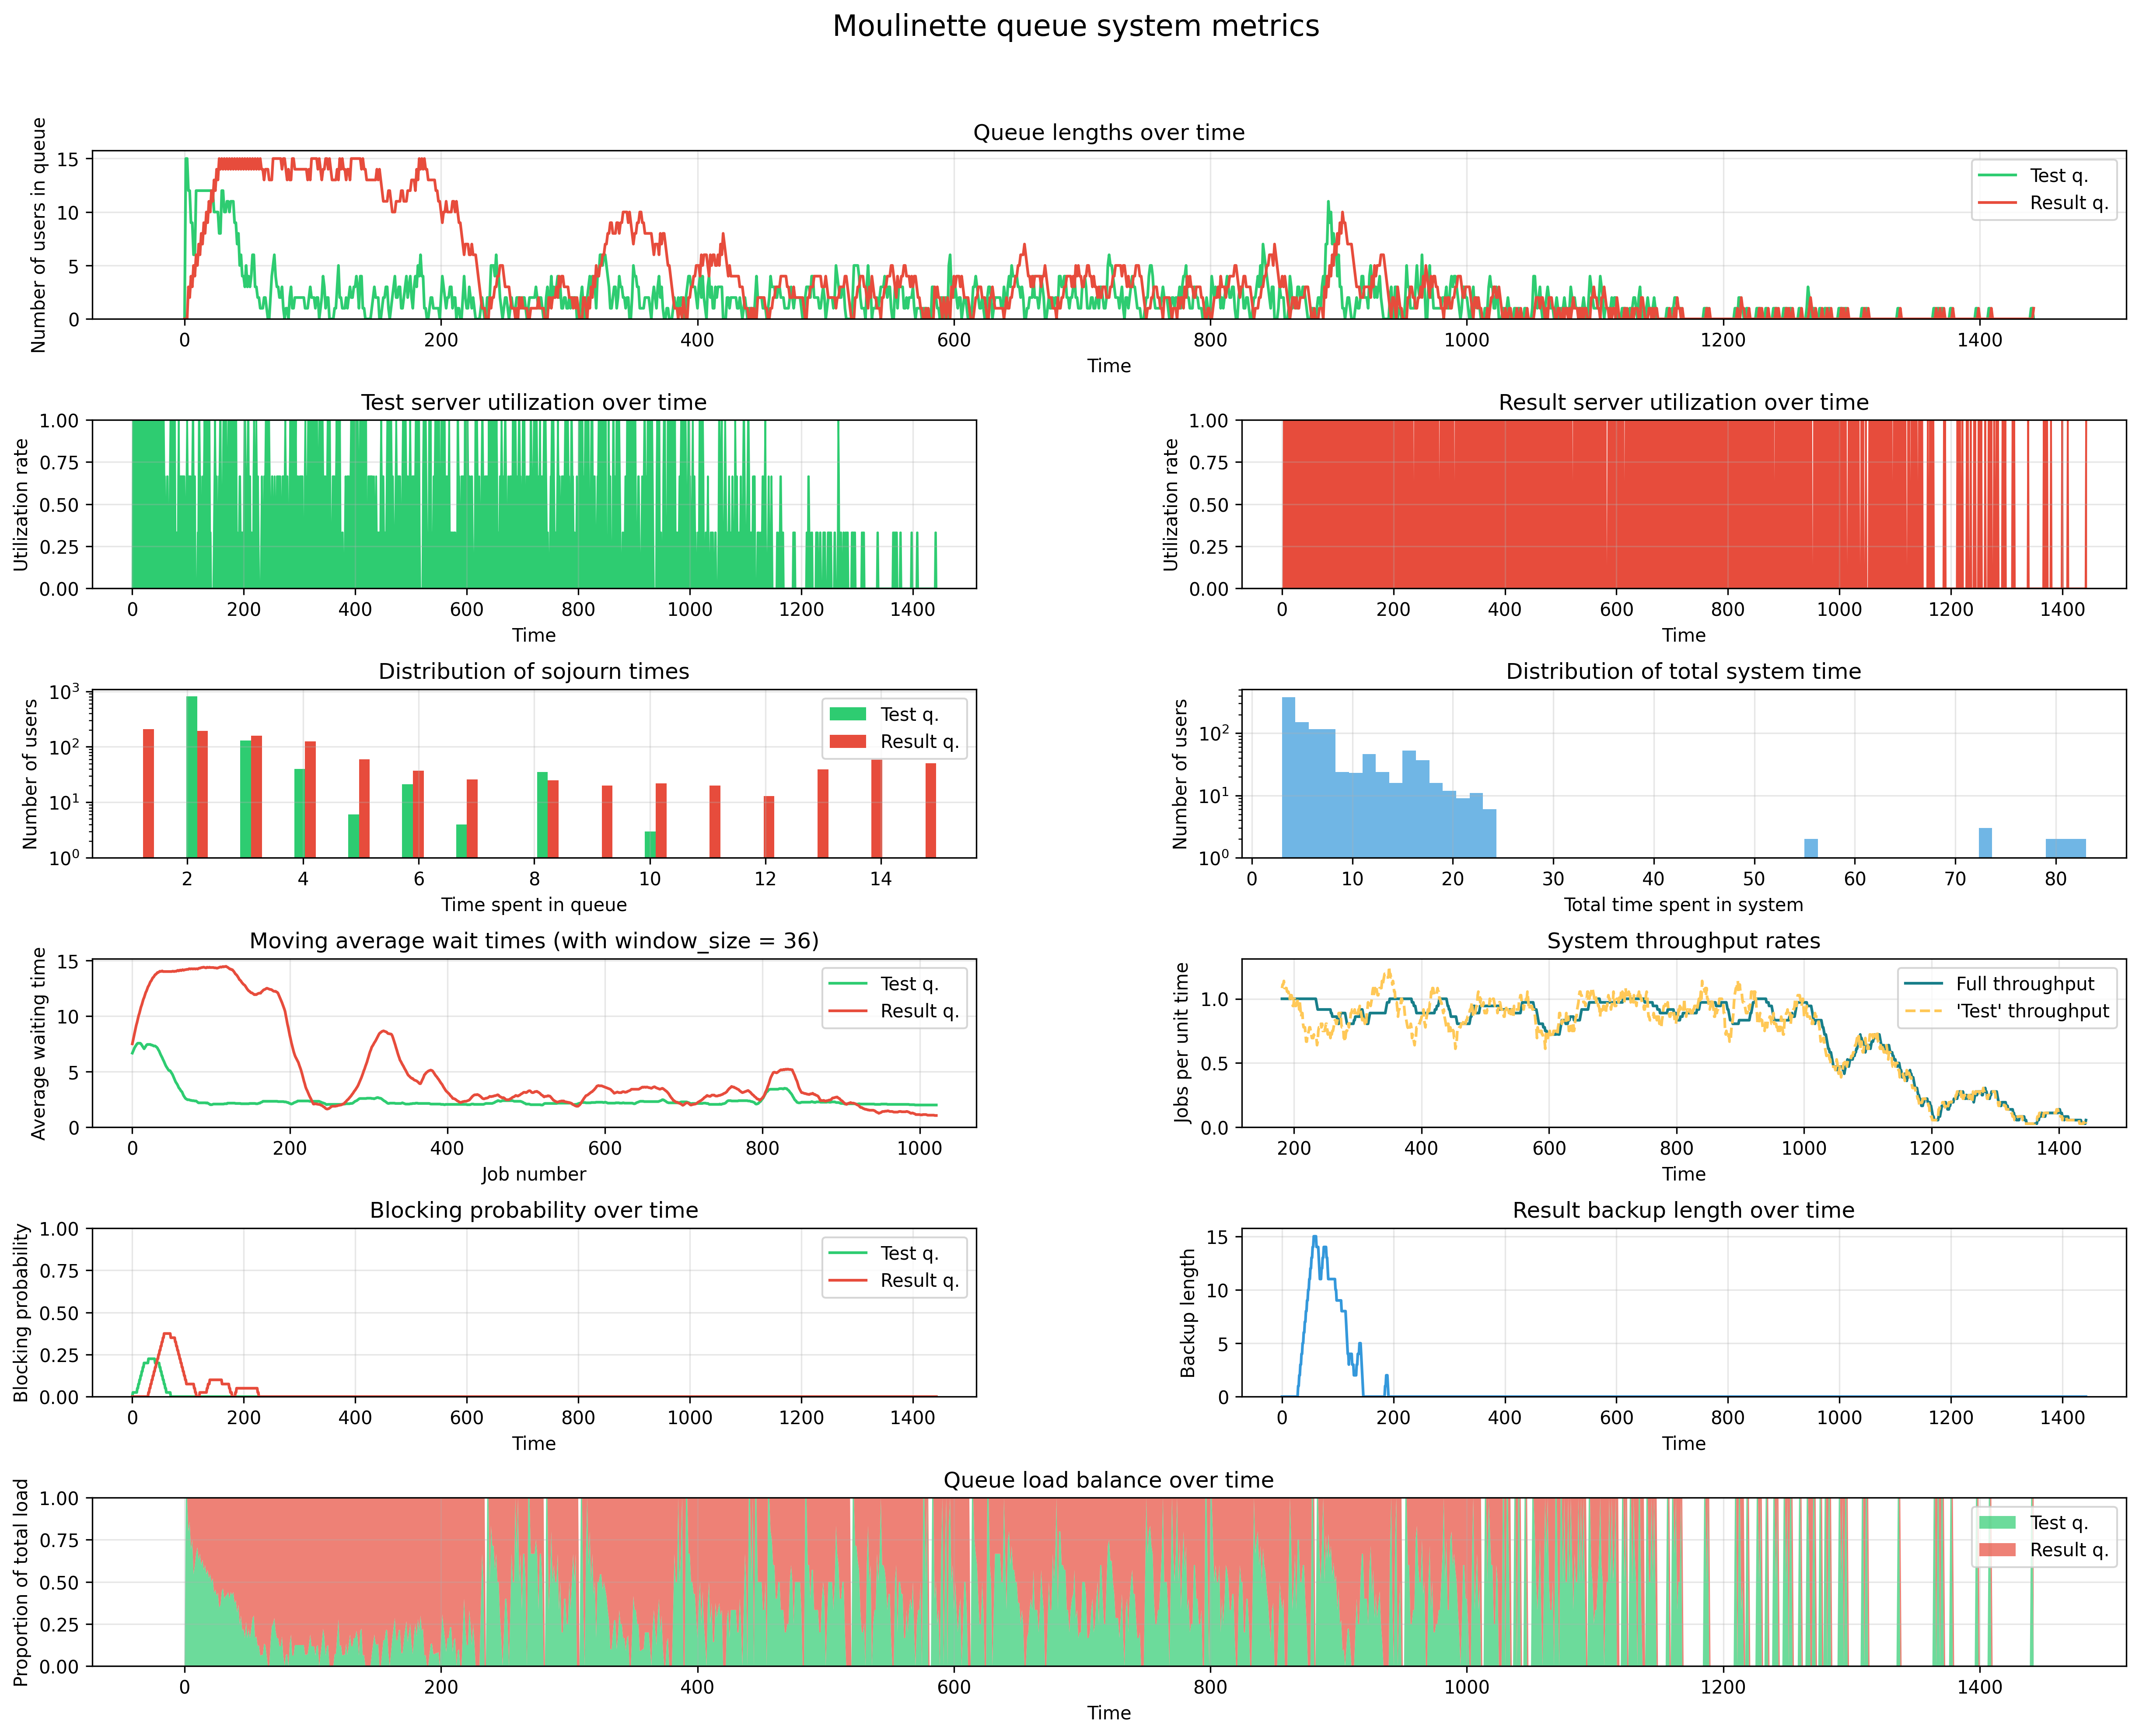 Moulinette queue system metrics
Queue lengths over time
Number of users in queue
15
10
5
0
Test q.
Result q.
0 200 400 600 800 1000 1200 1400
Time
Test server utilization over time
Utilization rate
1.00
0.75
0.50
0.25
0.00
0 200 400 600 800 1000 1200 1400
Time
Result server utilization over time
Utilization rate
1.00
0.75
0.50
0.25
0.00
0 200 400 600 800 1000 1200 1400
Time
Distribution of sojourn times
Number of users
10³
10²
10¹
10⁰
Test q.
Result q.
2 4 6 8 10 12 14
Time spent in queue
Distribution of total system time
Number of users
10²
10¹
10⁰
0 10 20 30 40 50 60 70 80
Total time spent in system
Moving average wait times (with window_size = 36)
Average waiting time
15
10
5
0
Test q.
Result q.
0 200 400 600 800 1000
Job number
System throughput rates
Jobs per unit time
1.0
0.5
0.0
Full throughput
'Test' throughput
200 400 600 800 1000 1200 1400
Time
Blocking probability over time
Blocking probability
1.00
0.75
0.50
0.25
0.00
Test q.
Result q.
0 200 400 600 800 1000 1200 1400
Time
Result backup length over time
Backup length
15
10
5
0
0 200 400 600 800 1000 1200 1400
Time
Queue load balance over time
Proportion of total load
1.00
0.75
0.50
0.25
0.00
Test q.
Result q.
0 200 400 600 800 1000 1200 1400
Time